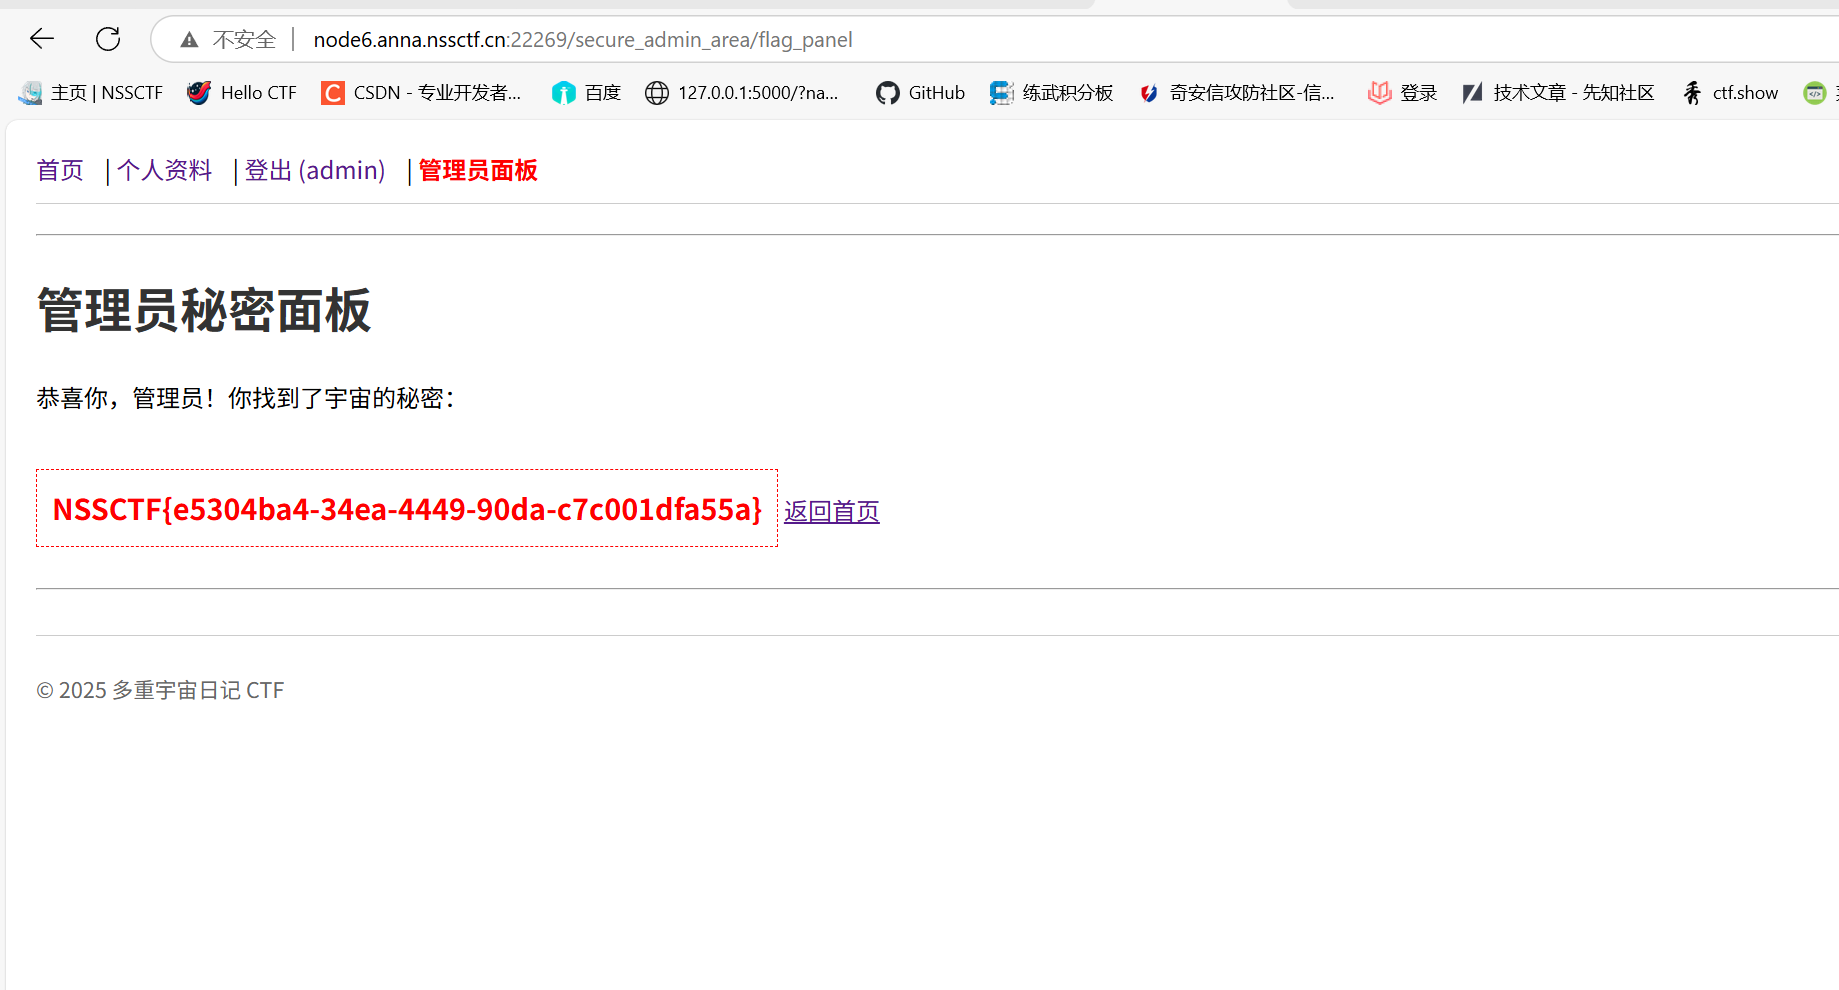 不安全 | node6.anna.nssctf.cn:22269/secure_admin_area/flag_panel
主页 | NSSCTF Hello CTF CSDN - 专业开发者... 百度 127.0.0.1:5000/?na... GitHub 练武积分板 奇安信攻防社区-信... 登录 技术文章 - 先知社区 ctf.show
首页 | 个人资料 | 登出 (admin) | 管理员面板
管理员秘密面板
恭喜你，管理员！你找到了宇宙的秘密：
NSSCTF{e5304ba4-34ea-4449-90da-c7c001dfa55a} 返回首页
© 2025 多重宇宙日记 CTF